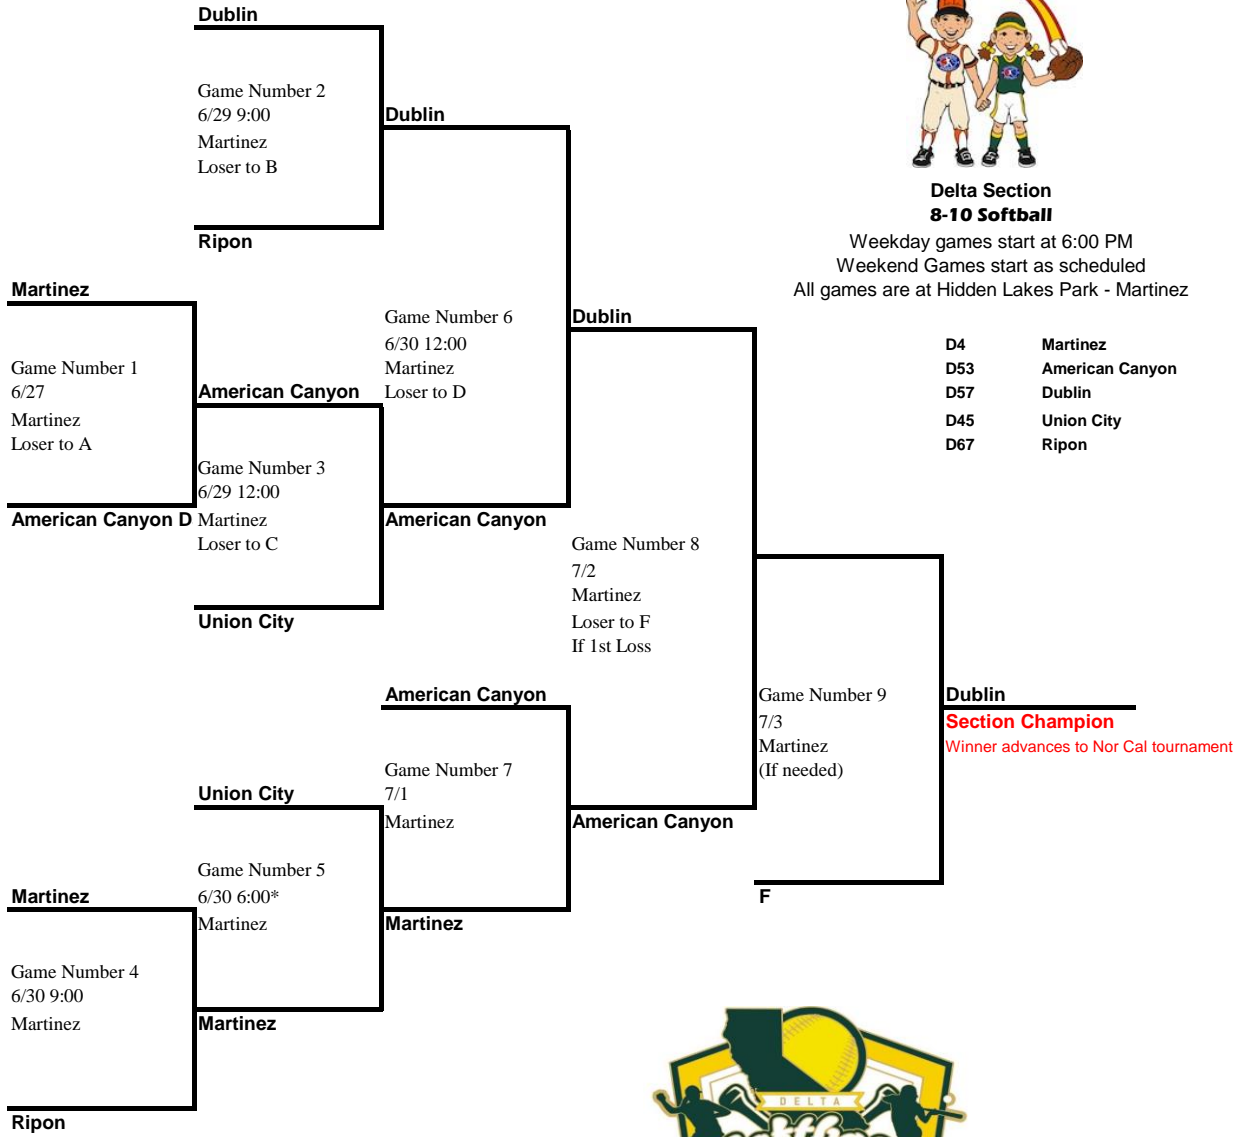 Dublin
Game Number 2
6/29 9:00
Martinez
Loser to B
Dublin
Ripon
Delta Section
8-10 Softball
Weekday games start at 6:00 PM
Weekend Games start as scheduled
All games are at Hidden Lakes Park - Martinez
D4 Martinez
D53 American Canyon
D57 Dublin
D45 Union City
D67 Ripon
Martinez
Game Number 1
6/27
Martinez
Loser to A
American Canyon D
American Canyon
Game Number 3
6/29 12:00
Martinez
Loser to C
Union City
Game Number 6
6/30 12:00
Martinez
Loser to D
American Canyon
Dublin
Game Number 8
7/2
Martinez
Loser to F
If 1st Loss
American Canyon
American Canyon
Game Number 7
7/1
Martinez
Martinez
Union City
Game Number 5
6/30 6:00*
Martinez
Martinez
Martinez
Game Number 4
6/30 9:00
Martinez
Ripon
Game Number 9
7/3
Martinez
(If needed)
F
Dublin
Section Champion
Winner advances to Nor Cal tournament
DELTA